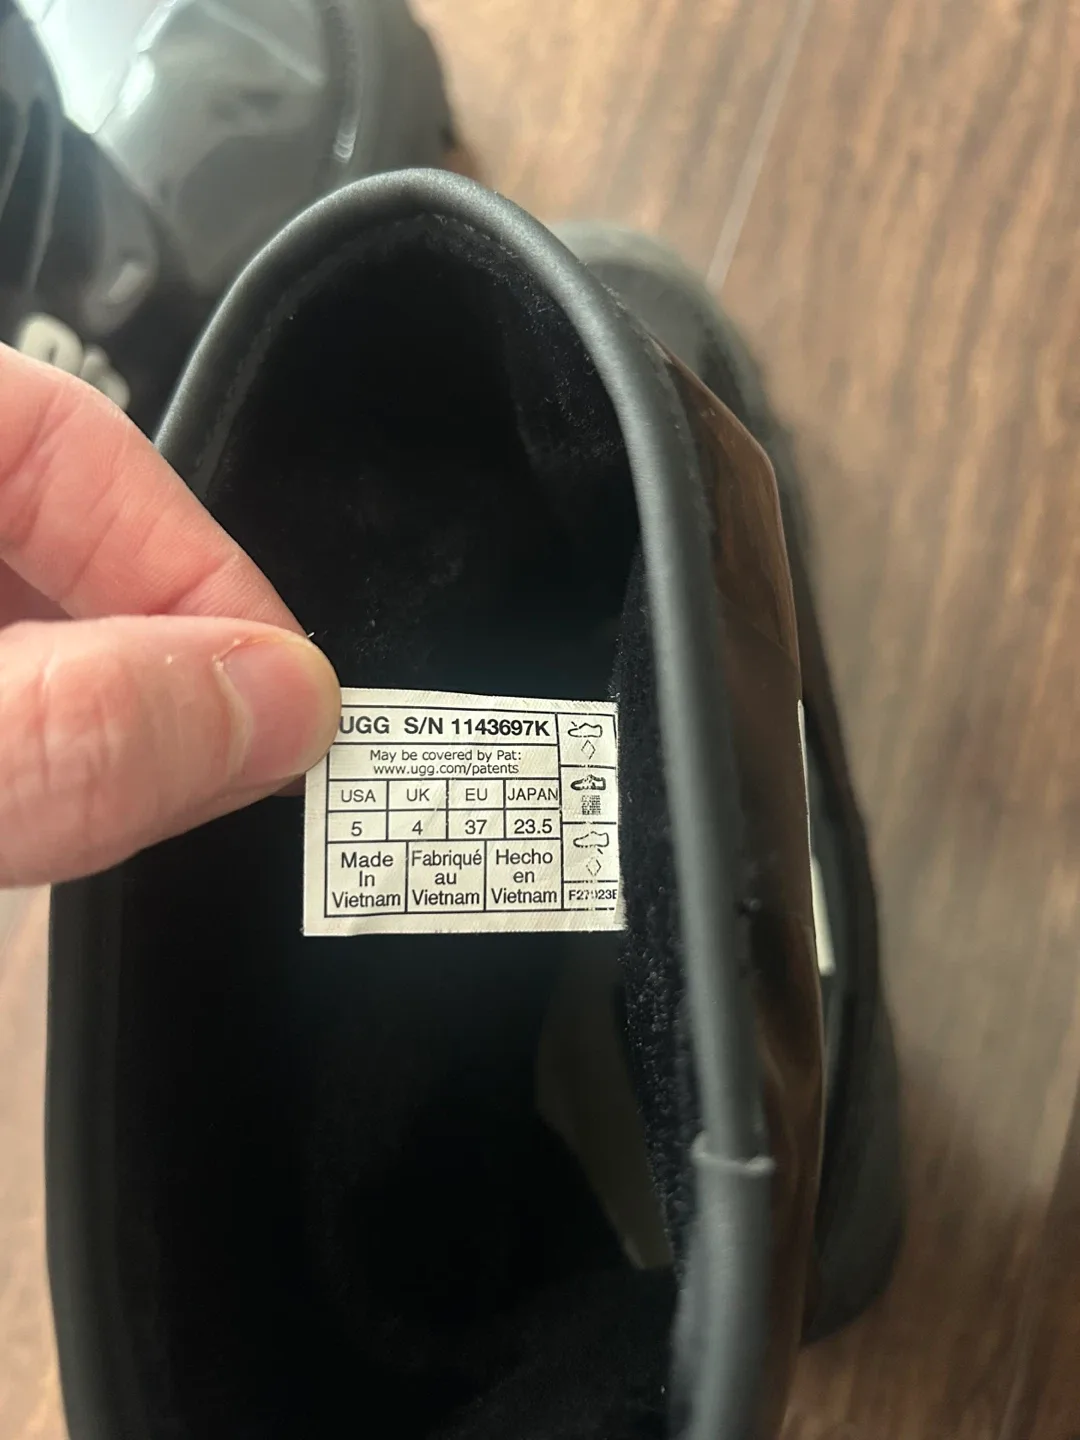 UGG S/N 1143697K
May be covered by Pat:
www.ugg.com/patents
USA UK EU JAPAN
5 4 37 23.5
Made In Vietnam
Fabriqué au Vietnam
Hecho en Vietnam